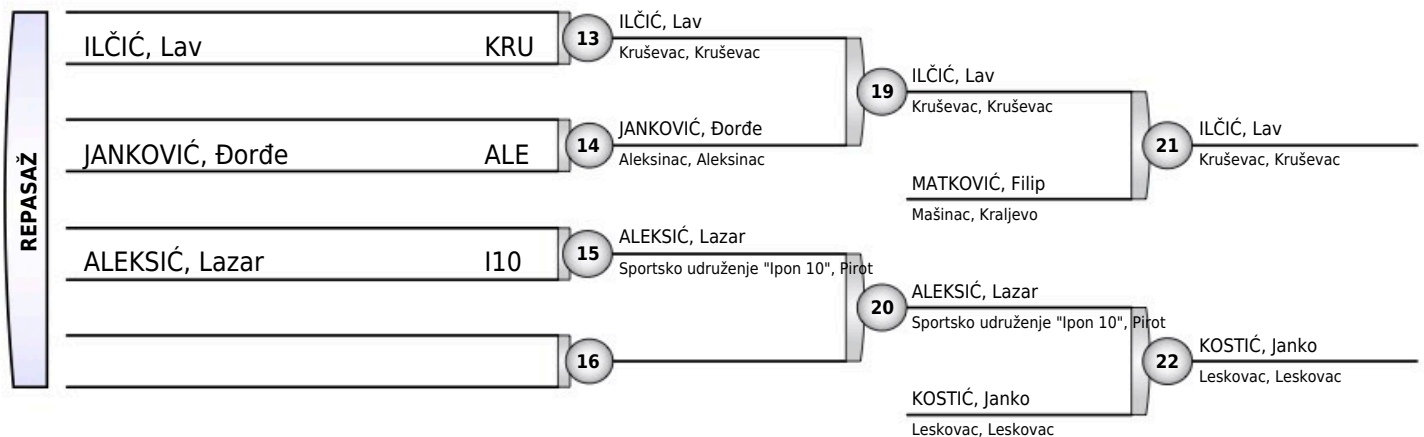 REPASAŽ
ILČIĆ, Lav KRU
JANKOVIĆ, Đorđe ALE
ALEKSIĆ, Lazar I10
13
ILČIĆ, Lav
Kruševac, Kruševac
14
JANKOVIĆ, Đorđe
Aleksinac, Aleksinac
15
ALEKSIĆ, Lazar
Sportsko udruženje "Ipon 10", Pirot
16
19
ILČIĆ, Lav
Kruševac, Kruševac
MATKOVIĆ, Filip
Mašinac, Kraljevo
20
ALEKSIĆ, Lazar
Sportsko udruženje "Ipon 10", Pirot
KOSTIĆ, Janko
Leskovac, Leskovac
21
ILČIĆ, Lav
Kruševac, Kruševac
22
KOSTIĆ, Janko
Leskovac, Leskovac